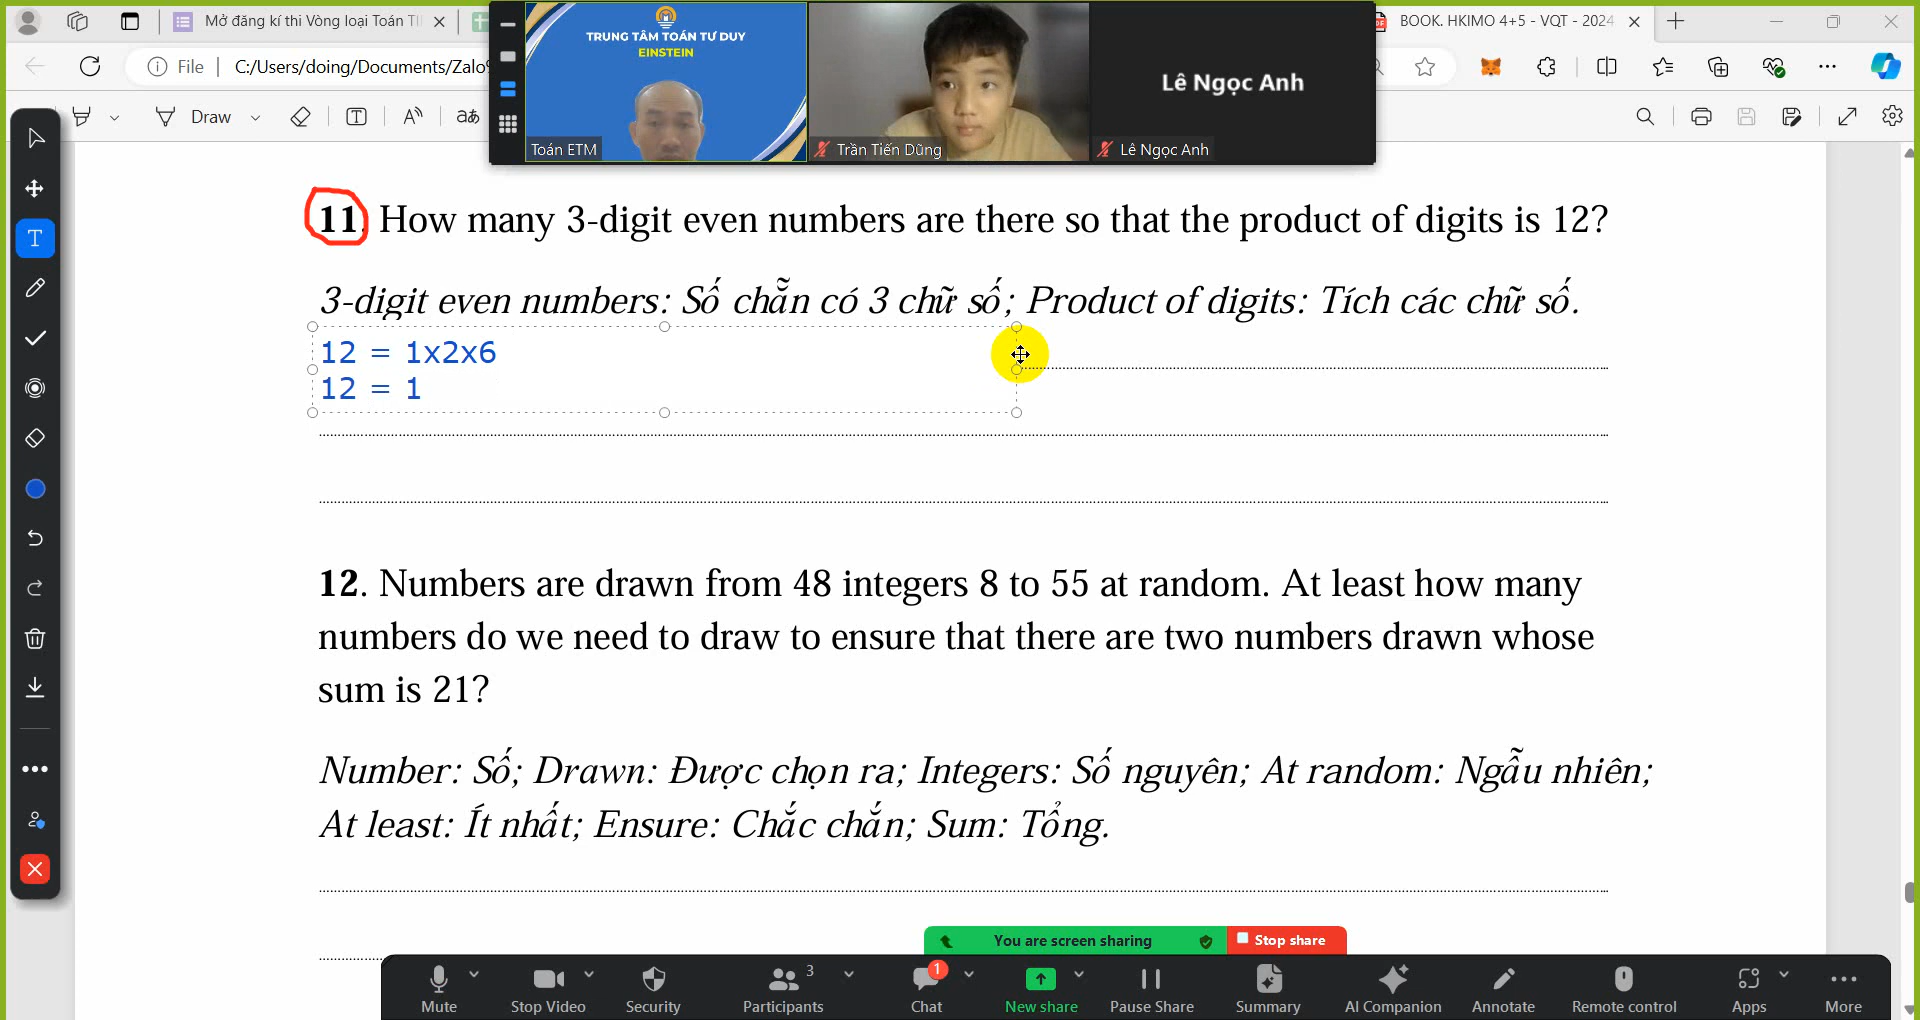 Mở đăng kí thi Vòng loại Toán TI
BOOK. HKIMO 4+5 - VQT - 2024
File
C:/Users/doing/Documents/Zalo
Draw
TRUNG TÂM TOÁN TƯ DUY
EINSTEIN
Toán ETM
Trần Tiến Dũng
Lê Ngọc Anh
Lê Ngọc Anh
11. How many 3-digit even numbers are there so that the product of digits is 12?
3-digit even numbers: Số chẵn có 3 chữ số; Product of digits: Tích các chữ số.
12 = 1x2x6
12 = 1
12. Numbers are drawn from 48 integers 8 to 55 at random. At least how many
numbers do we need to draw to ensure that there are two numbers drawn whose
sum is 21?
Number: Số; Drawn: Được chọn ra; Integers: Số nguyên; At random: Ngẫu nhiên;
At least: Ít nhất; Ensure: Chắc chắn; Sum: Tổng.
You are screen sharing
Stop share
Mute
Stop Video
Security
Participants 3
Chat 1
New share
Pause Share
Summary
AI Companion
Annotate
Remote control
Apps
More